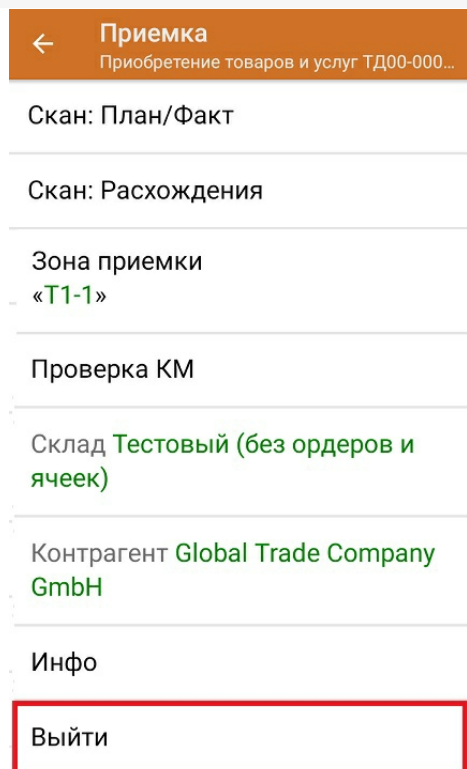 Приемка
Приобретение товаров и услуг ТД00-000...
Скан: План/Факт
Скан: Расхождения
Зона приемки
«Т1-1»
Проверка КМ
Склад Тестовый (без ордеров и
ячеек)
Контрагент Global Trade Company
GmbH
Инфо
Выйти